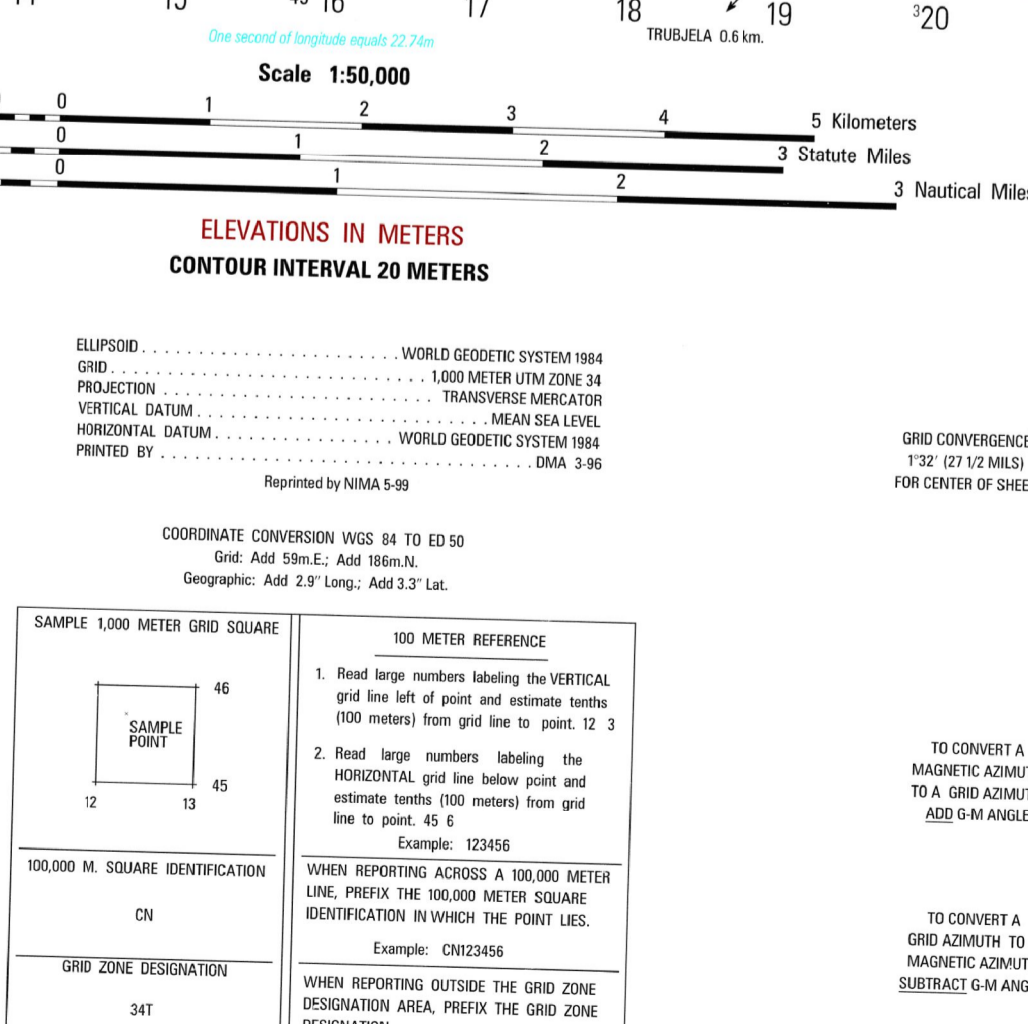 15
16
17
18
19
320
One second of longitude equals 22.74m
TRUBJELA 0.6 km.
Scale 1:50,000
0 1 2 3 4 5 Kilometers
0 1 2 3 Statute Miles
0 1 2 3 Nautical Miles
ELEVATIONS IN METERS
CONTOUR INTERVAL 20 METERS
ELLIPSOID . . . . . . . . . . . . . . . . . . . . . . . WORLD GEODETIC SYSTEM 1984
GRID . . . . . . . . . . . . . . . . . . . . . . . . . . . . 1,000 METER UTM ZONE 34
PROJECTION . . . . . . . . . . . . . . . . . . . . . . . . TRANSVERSE MERCATOR
VERTICAL DATUM . . . . . . . . . . . . . . . . . . . . . . . . . . MEAN SEA LEVEL
HORIZONTAL DATUM . . . . . . . . . . . . . . . . WORLD GEODETIC SYSTEM 1984
PRINTED BY . . . . . . . . . . . . . . . . . . . . . . . . . . . . . . . . . DMA 3-96
Reprinted by NIMA 5-99
GRID CONVERGENCE
1°32′ (27 1/2 MILS)
FOR CENTER OF SHEE
COORDINATE CONVERSION WGS 84 TO ED 50
Grid: Add 59m.E.; Add 186m.N.
Geographic: Add 2.9″ Long.; Add 3.3″ Lat.
SAMPLE 1,000 METER GRID SQUARE
46
SAMPLE
POINT
45
12 13
100,000 M. SQUARE IDENTIFICATION
CN
GRID ZONE DESIGNATION
34T
100 METER REFERENCE
1. Read large numbers labeling the VERTICAL
grid line left of point and estimate tenths
(100 meters) from grid line to point. 12 3
2. Read large numbers labeling the
HORIZONTAL grid line below point and
estimate tenths (100 meters) from grid
line to point. 45 6
Example: 123456
WHEN REPORTING ACROSS A 100,000 METER
LINE, PREFIX THE 100,000 METER SQUARE
IDENTIFICATION IN WHICH THE POINT LIES.
Example: CN123456
WHEN REPORTING OUTSIDE THE GRID ZONE
DESIGNATION AREA, PREFIX THE GRID ZONE
DESIGNATION
TO CONVERT A
MAGNETIC AZIMUT
TO A GRID AZIMUT
ADD G-M ANGLE
TO CONVERT A
GRID AZIMUTH TO
MAGNETIC AZIMUT
SUBTRACT G-M ANG